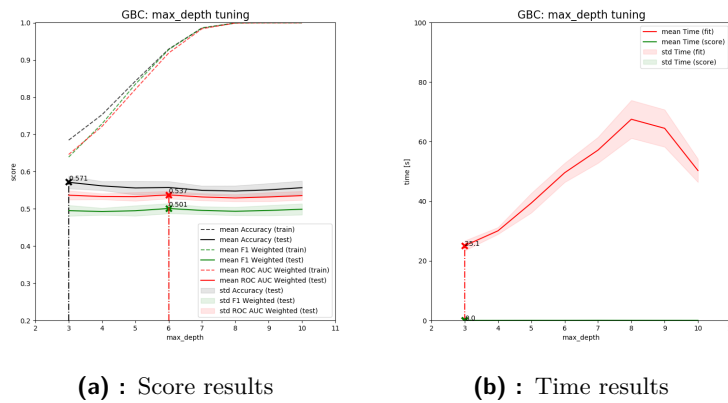 GBC: max_depth tuning
1.0
0.9
0.8
0.7
0.6
0.5
0.4
0.3
0.2
score
0.571
0.537
0.501
mean Accuracy (train)
mean Accuracy (test)
mean F1 Weighted (train)
mean F1 Weighted (test)
mean ROC AUC Weighted (train)
mean ROC AUC Weighted (test)
std Accuracy (test)
std F1 Weighted (test)
std ROC AUC Weighted (test)
2 3 4 5 6 7 8 9 10 11
max_depth
(a) : Score results
GBC: max_depth tuning
100
80
60
40
20
0
time [s]
mean Time (fit)
mean Time (score)
std Time (fit)
std Time (score)
25.1
0.0
2 3 4 5 6 7 8 9 10 11
max_depth
(b) : Time results